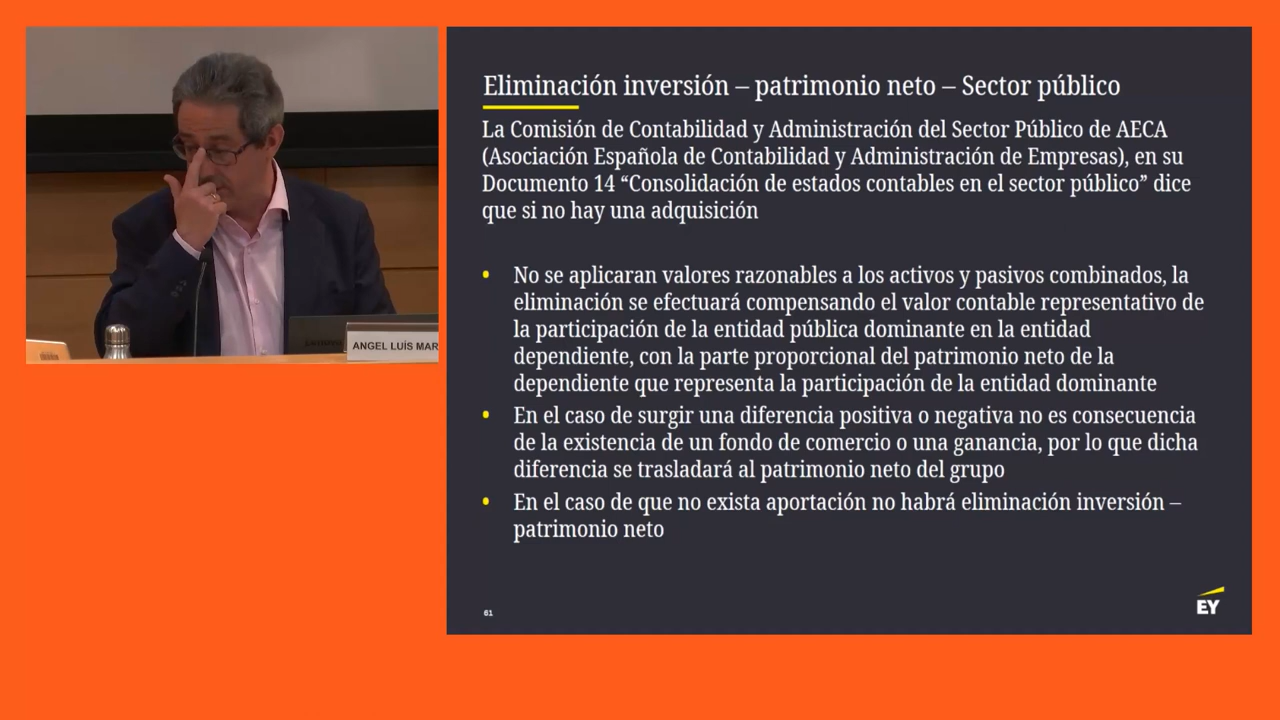 Eliminación inversión – patrimonio neto – Sector público
La Comisión de Contabilidad y Administración del Sector Público de AECA
(Asociación Española de Contabilidad y Administración de Empresas), en su
Documento 14 “Consolidación de estados contables en el sector público” dice
que si no hay una adquisición
• No se aplicaran valores razonables a los activos y pasivos combinados, la
eliminación se efectuará compensando el valor contable representativo de
la participación de la entidad pública dominante en la entidad
dependiente, con la parte proporcional del patrimonio neto de la
dependiente que representa la participación de la entidad dominante
• En el caso de surgir una diferencia positiva o negativa no es consecuencia
de la existencia de un fondo de comercio o una ganancia, por lo que dicha
diferencia se trasladará al patrimonio neto del grupo
• En el caso de que no exista aportación no habrá eliminación inversión –
patrimonio neto
61
EY
ANGEL LUÍS MAR